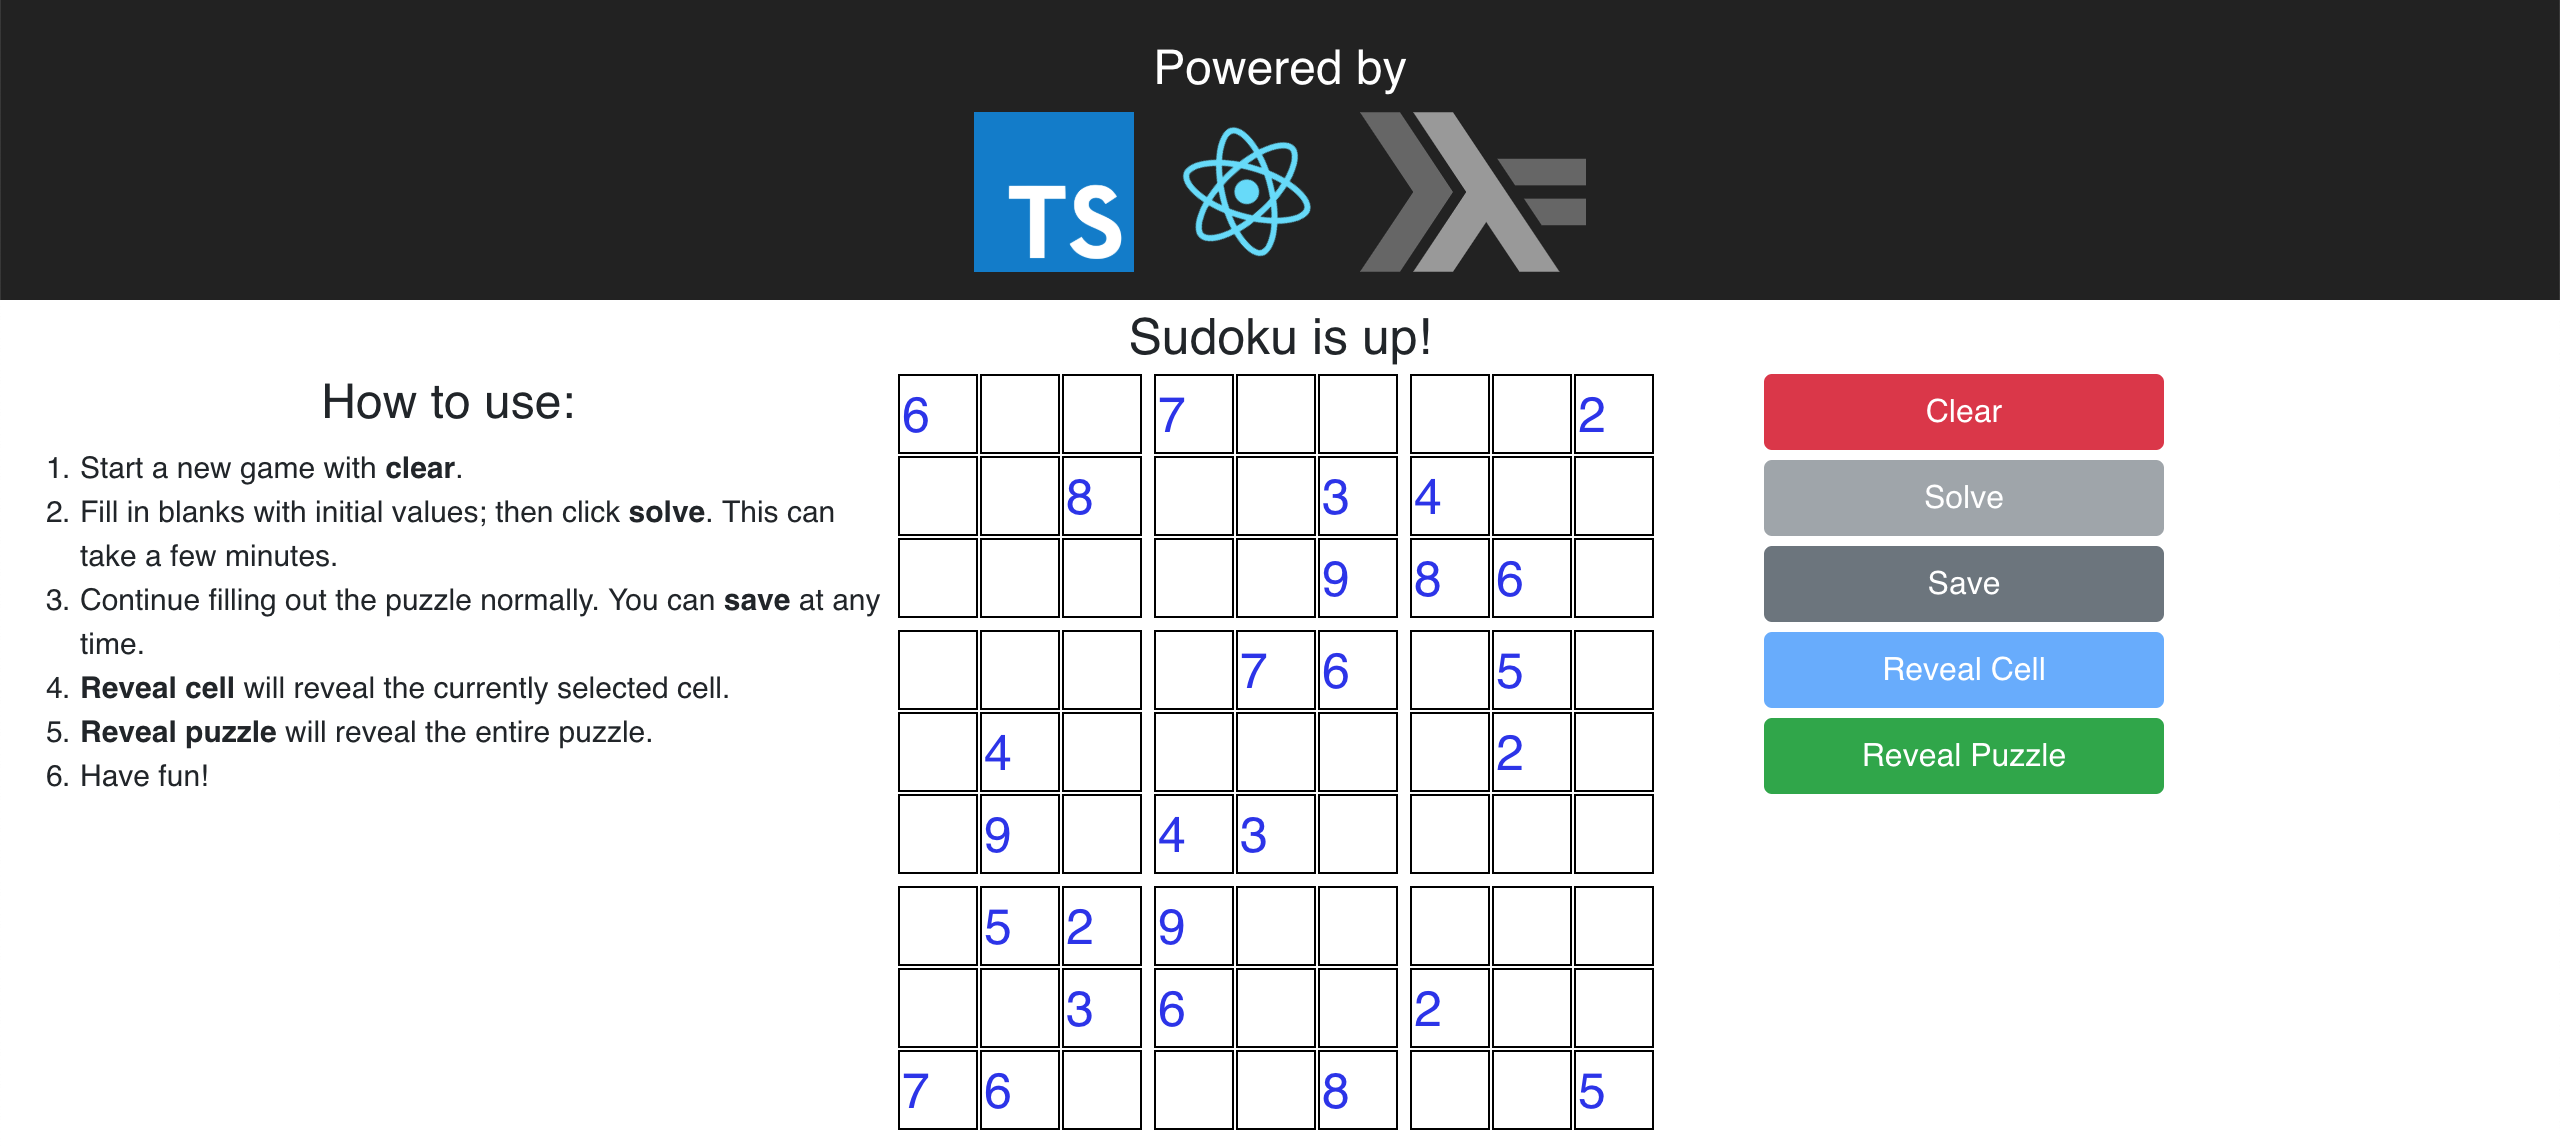 Powered by
TS
Sudoku is up!
How to use:
1. Start a new game with clear.
2. Fill in blanks with initial values; then click solve. This can
take a few minutes.
3. Continue filling out the puzzle normally. You can save at any
time.
4. Reveal cell will reveal the currently selected cell.
5. Reveal puzzle will reveal the entire puzzle.
6. Have fun!
6 7 2
8 3 4
9 8 6
7 6 5
4 2
9 4 3
5 2 9
3 6 2
7 6 8 5
Clear
Solve
Save
Reveal Cell
Reveal Puzzle